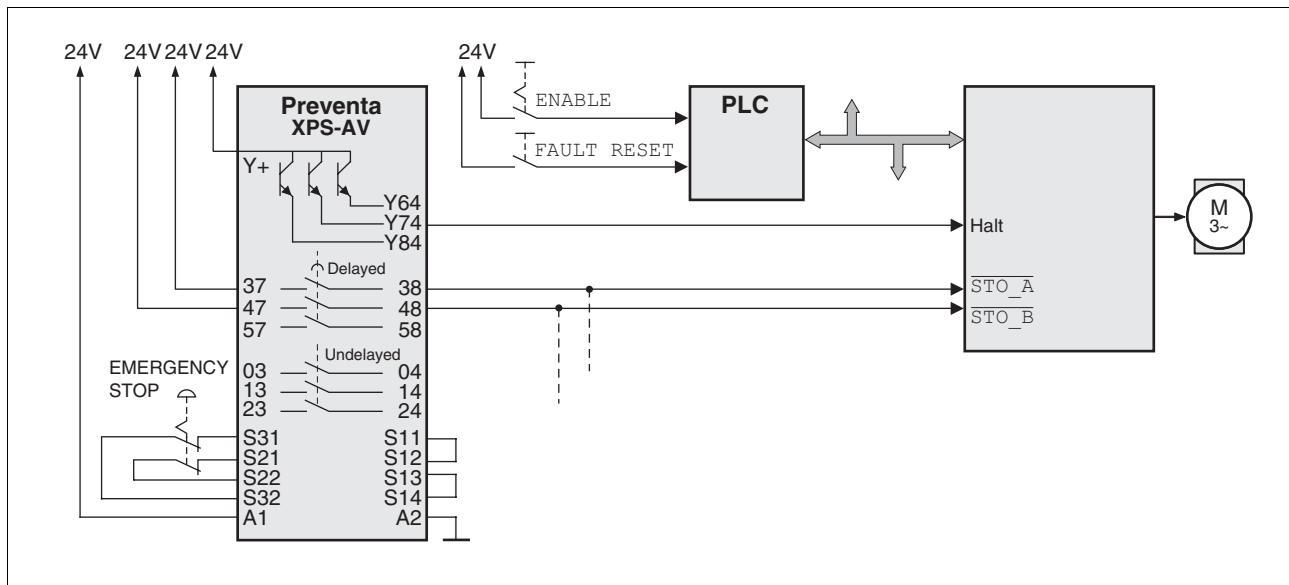 24V 24V 24V 24V
Preventa
XPS-AV
Y+
Y64
Y74
Y84
Delayed
37 38
47 48
57 58
Undelayed
03 04
13 14
23 24
EMERGENCY
STOP
S31 S11
S21 S12
S22 S13
S32 S14
A1 A2
24V
ENABLE
FAULT RESET
PLC
Halt
STO_A
STO_B
M
3~